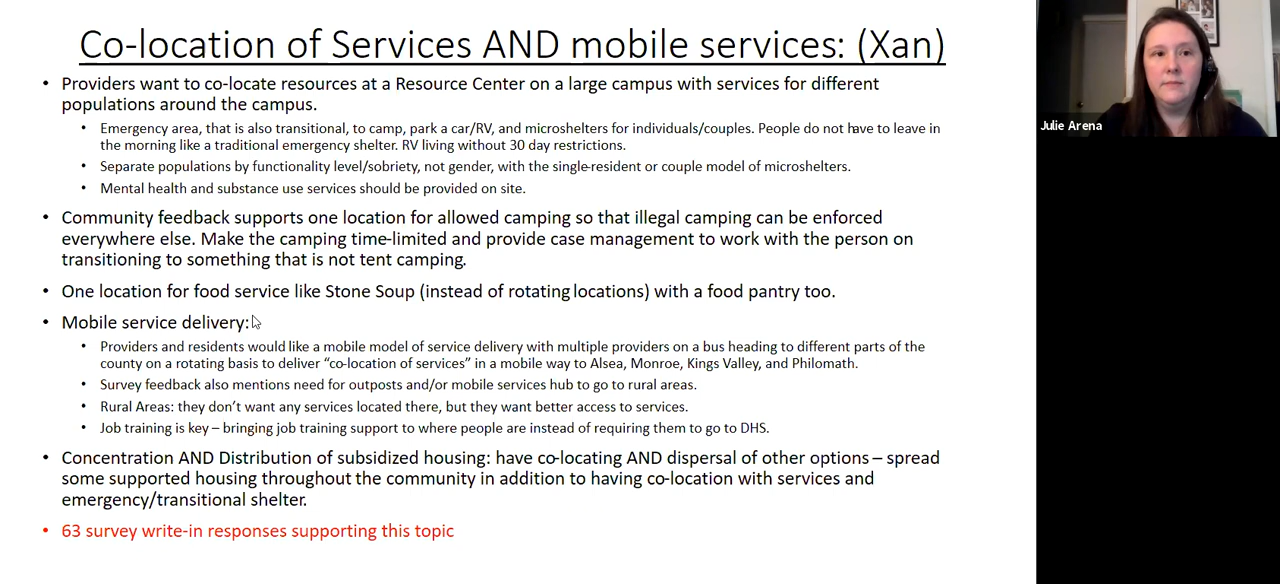 Co-location of Services AND mobile services: (Xan)
• Providers want to co-locate resources at a Resource Center on a large campus with services for different
populations around the campus.
• Emergency area, that is also transitional, to camp, park a car/RV, and microshelters for individuals/couples. People do not have to leave in
the morning like a traditional emergency shelter. RV living without 30 day restrictions.
• Separate populations by functionality level/sobriety, not gender, with the single-resident or couple model of microshelters.
• Mental health and substance use services should be provided on site.
• Community feedback supports one location for allowed camping so that illegal camping can be enforced
everywhere else. Make the camping time-limited and provide case management to work with the person on
transitioning to something that is not tent camping.
• One location for food service like Stone Soup (instead of rotating locations) with a food pantry too.
• Mobile service delivery:
• Providers and residents would like a mobile model of service delivery with multiple providers on a bus heading to different parts of the
county on a rotating basis to deliver “co-location of services” in a mobile way to Alsea, Monroe, Kings Valley, and Philomath.
• Survey feedback also mentions need for outposts and/or mobile services hub to go to rural areas.
• Rural Areas: they don’t want any services located there, but they want better access to services.
• Job training is key – bringing job training support to where people are instead of requiring them to go to DHS.
• Concentration AND Distribution of subsidized housing: have co-locating AND dispersal of other options – spread
some supported housing throughout the community in addition to having co-location with services and
emergency/transitional shelter.
• 63 survey write-in responses supporting this topic
Julie Arena